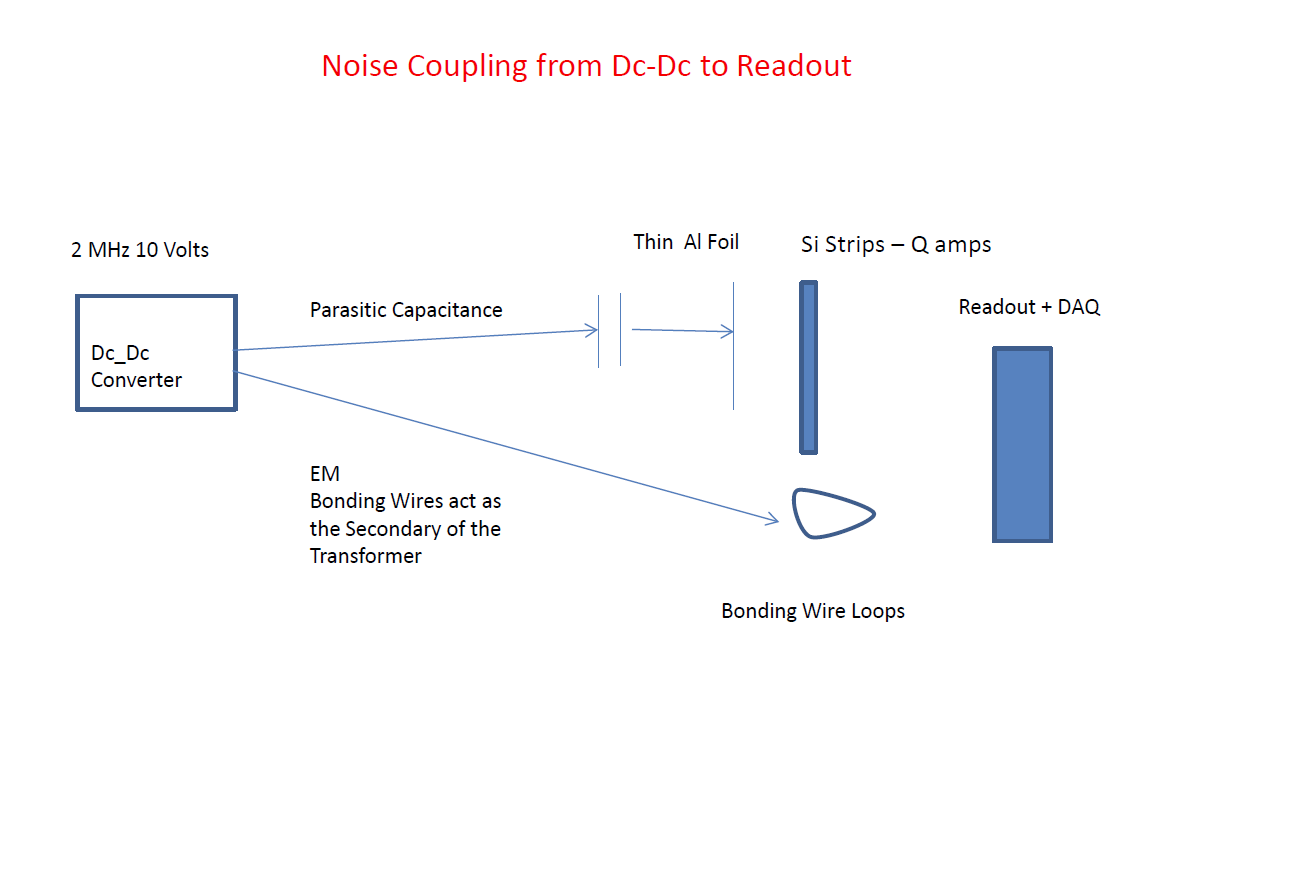 Noise Coupling from Dc-Dc to Readout
2 MHz 10 Volts
Thin Al Foil
Si Strips – Q amps
Parasitic Capacitance
Readout + DAQ
Dc_Dc
Converter
EM
Bonding Wires act as
the Secondary of the
Transformer
Bonding Wire Loops